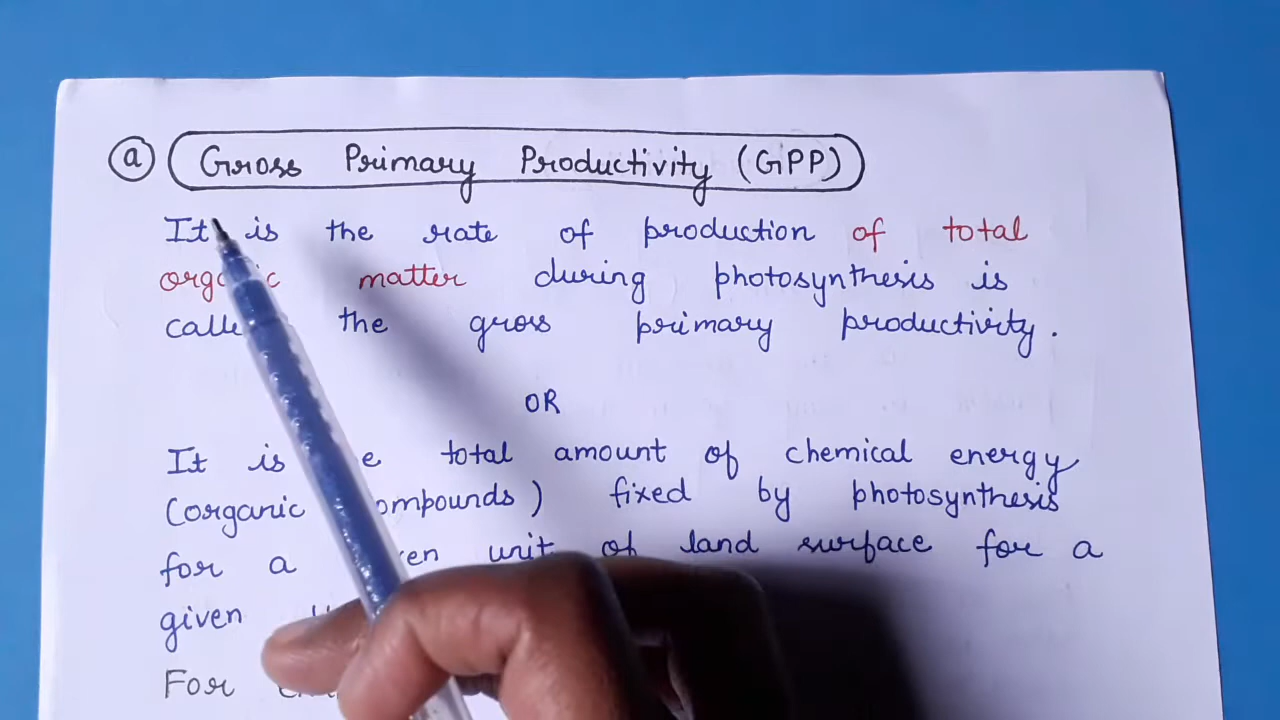 a Gross Primary Productivity (GPP)
It is the rate of production of total
matter during photosynthesis is
the gross primary productivity.
OR
It is total amount of chemical energy
(organic fixed by photosynthesis
for a unit of land surface for a
given
For